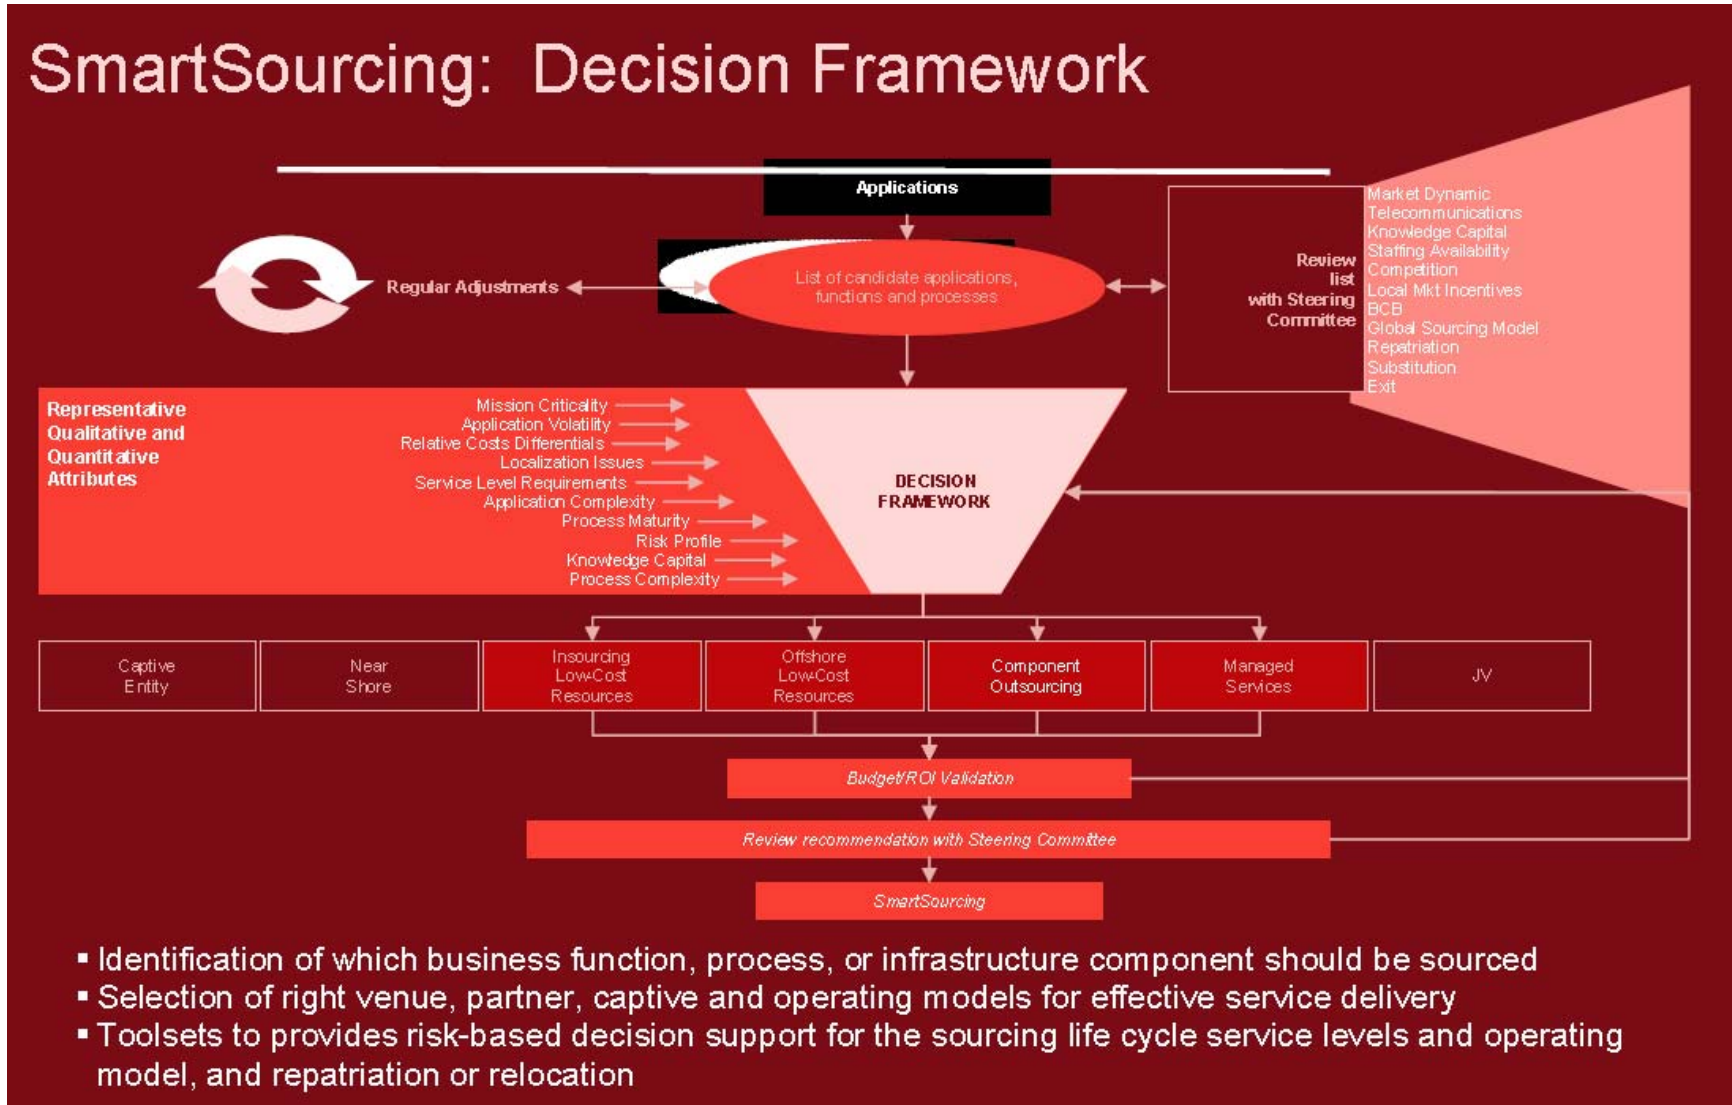 SmartSourcing: Decision Framework
Applications
Regular Adjustments
List of candidate applications,
functions and processes
Review
list
with Steering
Committee
Market Dynamic
Telecommunications
Knowledge Capital
Staffing Availability
Competition
Local Mkt Incentives
BCB
Global Sourcing Model
Repatriation
Substitution
Exit
Representative
Qualitative and
Quantitative
Attributes
Mission Criticality
Application Volatility
Relative Costs Differentials
Localization Issues
Service Level Requirements
Application Complexity
Process Maturity
Risk Profile
Knowledge Capital
Process Complexity
DECISION
FRAMEWORK
Captive
Entity
Near
Shore
Insourcing
Low-Cost
Resources
Offshore
Low-Cost
Resources
Component
Outsourcing
Managed
Services
JV
Budget/ROI Validation
Review recommendation with Steering Committee
SmartSourcing
▪ Identification of which business function, process, or infrastructure component should be sourced
▪ Selection of right venue, partner, captive and operating models for effective service delivery
▪ Toolsets to provides risk-based decision support for the sourcing life cycle service levels and operating
model, and repatriation or relocation